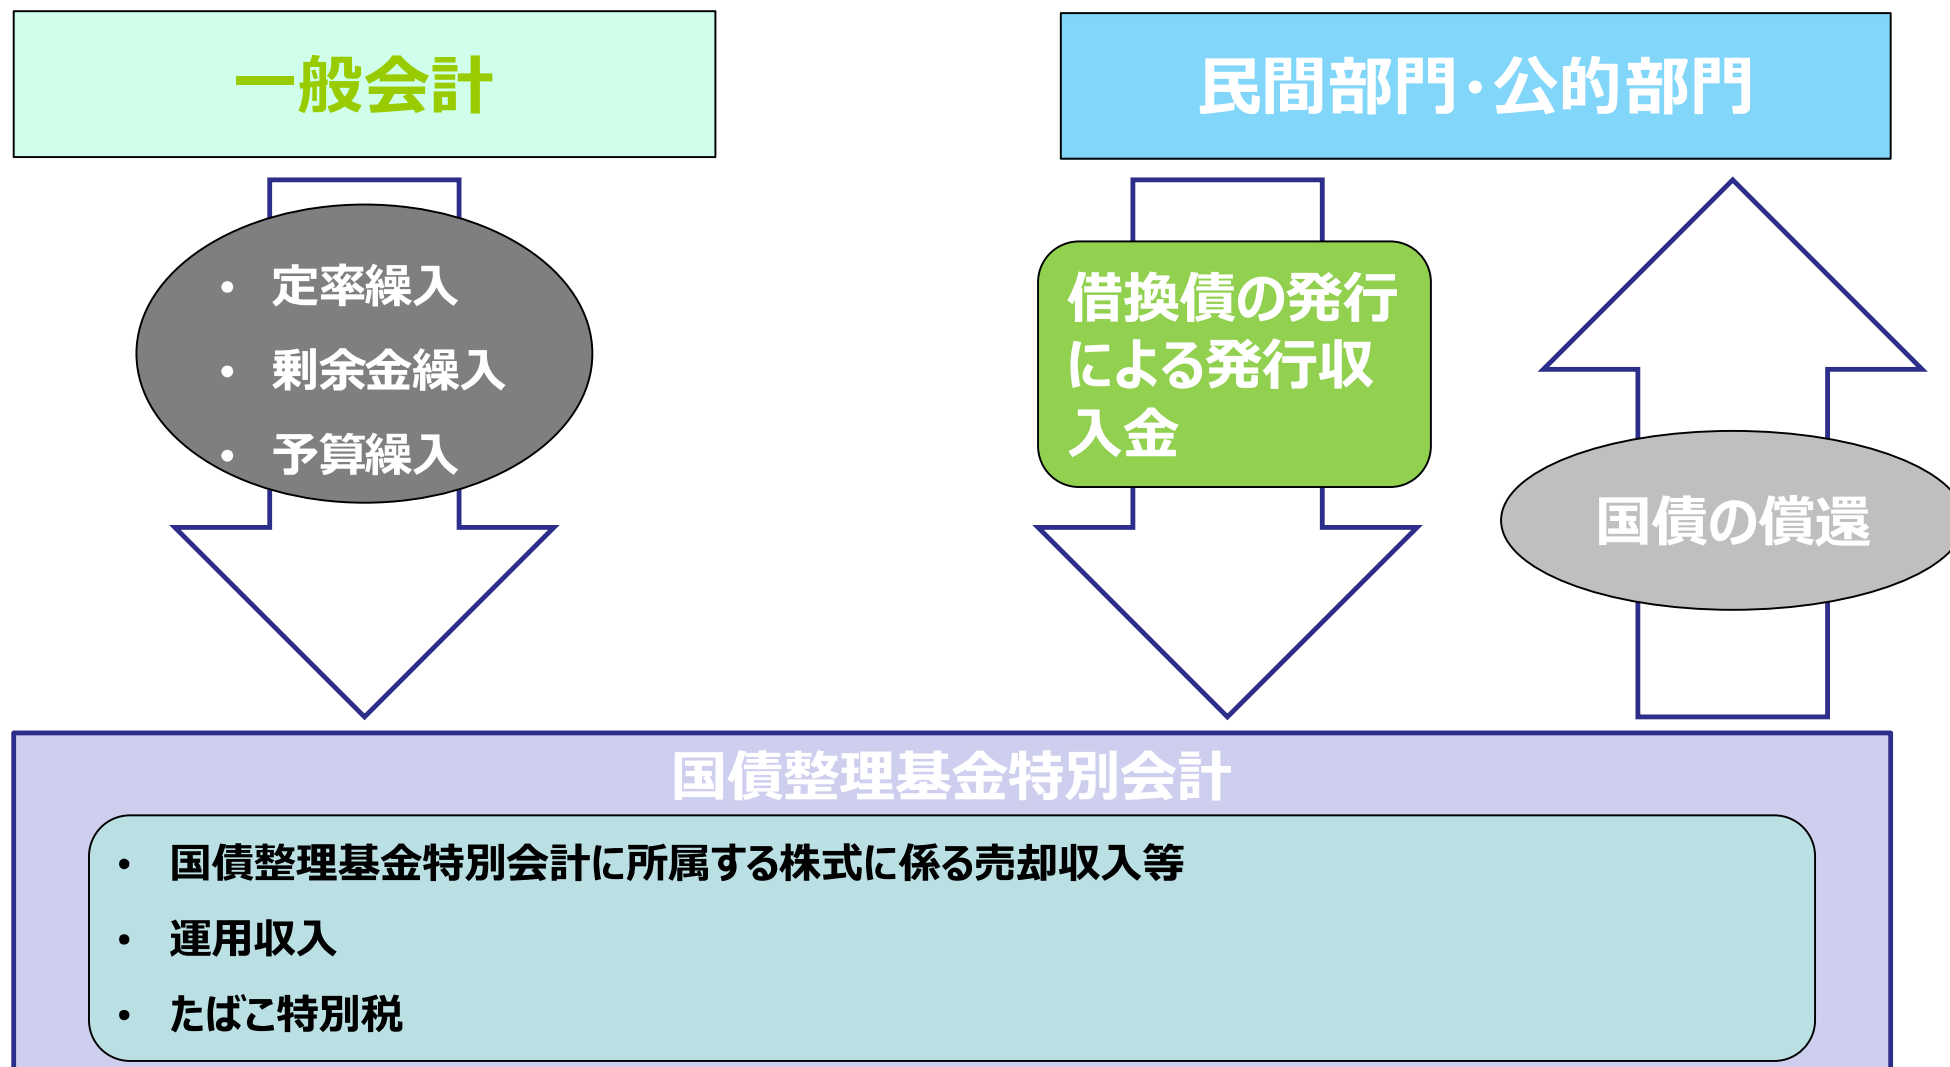 一般会計
民間部門・公的部門
• 定率繰入
• 剰余金繰入
• 予算繰入
借換債の発行
による発行収
入金
国債の償還
国債整理基金特別会計
• 国債整理基金特別会計に所属する株式に係る売却収入等
• 運用収入
• たばこ特別税